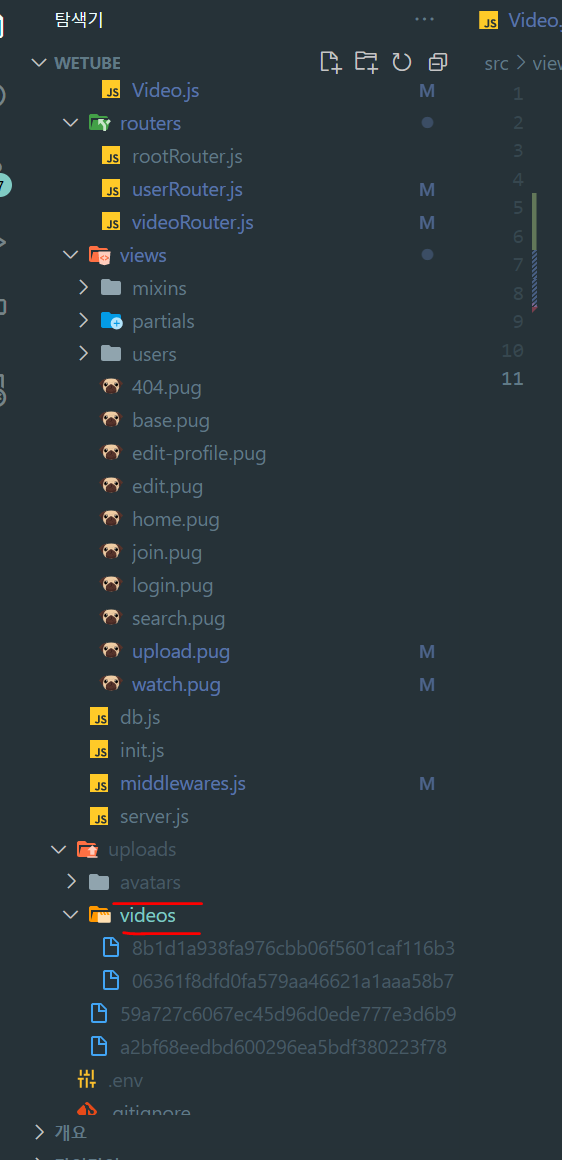 탐색기 ... Video.
WETUBE src > view
Video.js M 1
routers 2
rootRouter.js 3
userRouter.js M 4
videoRouter.js M 5
views 6
mixins 7
partials 8
users 9
404.pug 10
base.pug 11
edit-profile.pug
edit.pug
home.pug
join.pug
login.pug
search.pug
upload.pug M
watch.pug M
db.js
init.js
middlewares.js M
server.js
uploads
avatars
videos
8b1d1a938fa976cbb06f5601caf116b3
06361f8dfd0fa579aa46621a1aaa58b7
59a727c6067ec45d96d0ede777e3d6b9
a2bf68eedbd600296ea5bdf380223f78
.env
.gitignore
개요